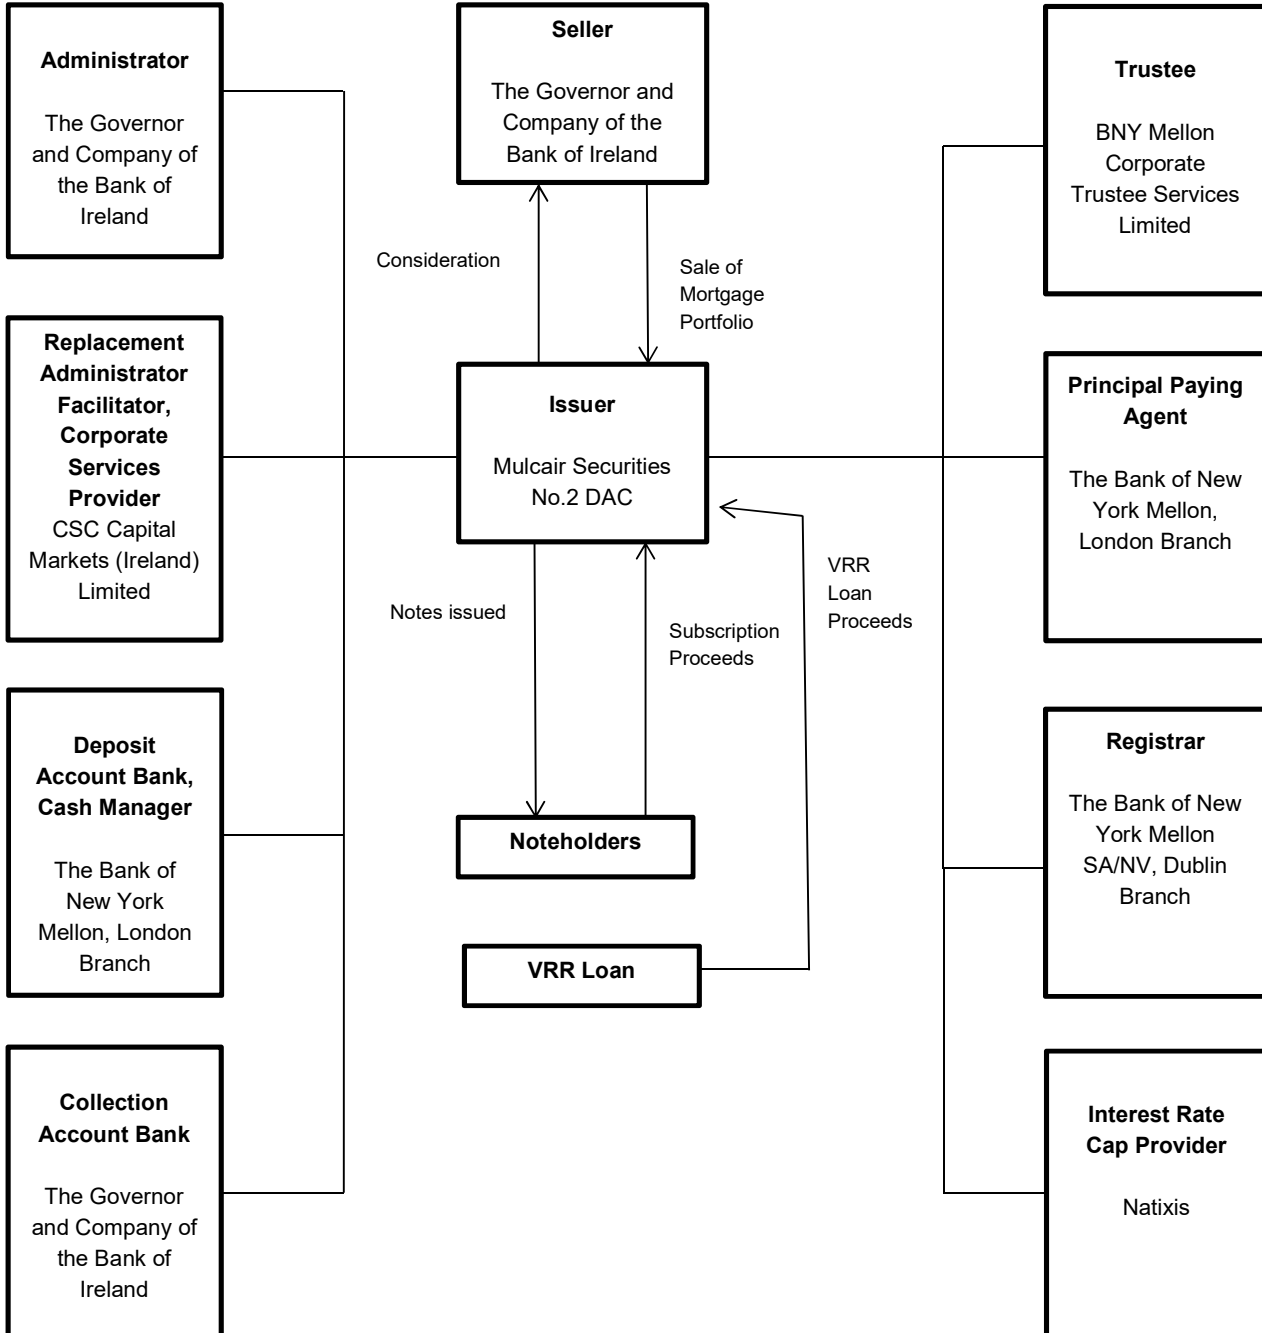 Administrator
The Governor
and Company of
the Bank of
Ireland
Replacement
Administrator
Facilitator,
Corporate
Services
Provider
CSC Capital
Markets (Ireland)
Limited
Deposit
Account Bank,
Cash Manager
The Bank of
New York
Mellon, London
Branch
Collection
Account Bank
The Governor
and Company of
the Bank of
Ireland
Seller
The Governor and
Company of the
Bank of Ireland
Consideration
Sale of
Mortgage
Portfolio
Issuer
Mulcair Securities
No.2 DAC
Notes issued
Subscription
Proceeds
VRR
Loan
Proceeds
Noteholders
VRR Loan
Trustee
BNY Mellon
Corporate
Trustee Services
Limited
Principal Paying
Agent
The Bank of New
York Mellon,
London Branch
Registrar
The Bank of New
York Mellon
SA/NV, Dublin
Branch
Interest Rate
Cap Provider
Natixis